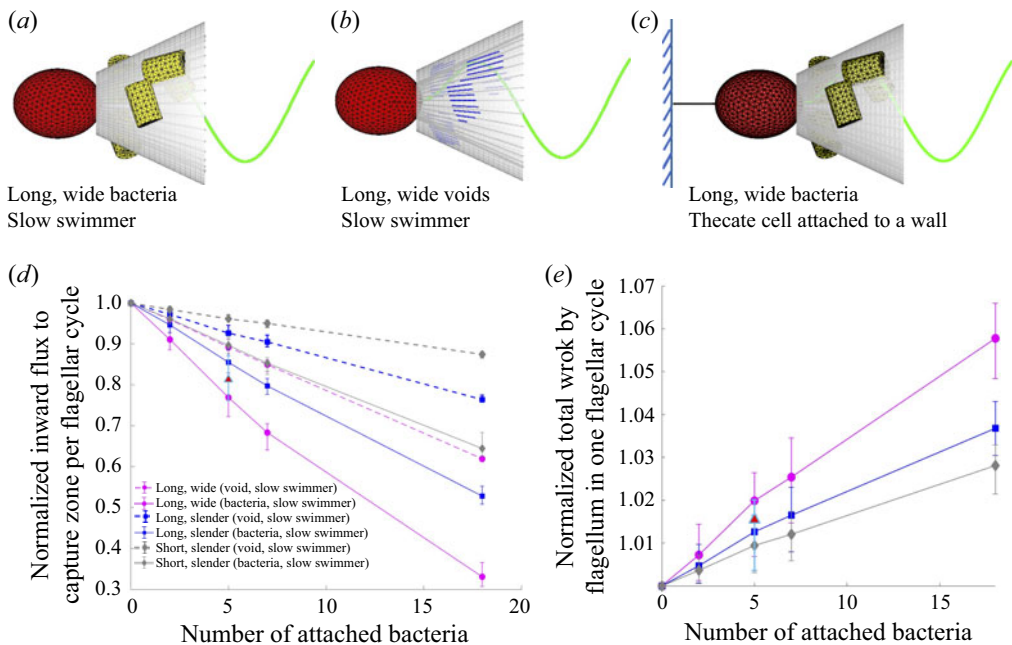 (a)
(b)
(c)
Long, wide bacteria
Slow swimmer
Long, wide voids
Slow swimmer
Long, wide bacteria
Thecate cell attached to a wall
(d)
Normalized inward flux to
capture zone per flagellar cycle
1.0
0.9
0.8
0.7
0.6
0.5
0.4
0.3
Long, wide (void, slow swimmer)
Long, wide (bacteria, slow swimmer)
Long, slender (void, slow swimmer)
Long, slender (bacteria, slow swimmer)
Short, slender (void, slow swimmer)
Short, slender (bacteria, slow swimmer)
0 5 10 15 20
Number of attached bacteria
(e)
Normalized total wrok by
flagellum in one flagellar cycle
1.07
1.06
1.05
1.04
1.03
1.02
1.01
0 5 10 15
Number of attached bacteria